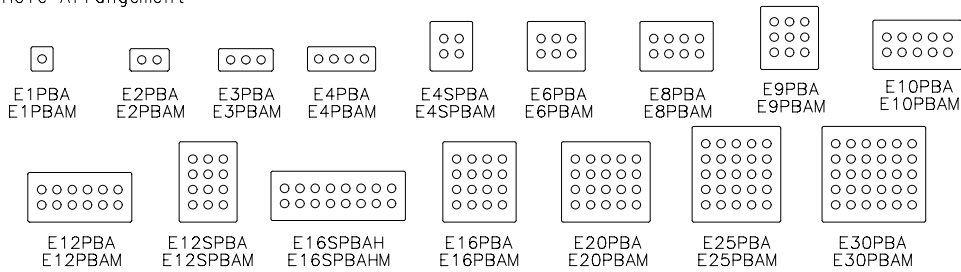 Hole Arrangement
E1PBA
E1PBAM
E2PBA
E2PBAM
E3PBA
E3PBAM
E4PBA
E4PBAM
E4SPBA
E4SPBAM
E6PBA
E6PBAM
E8PBA
E8PBAM
E9PBA
E9PBAM
E10PBA
E10PBAM
E12PBA
E12PBAM
E12SPBA
E12SPBAM
E16SPBAH
E16SPBAHM
E16PBA
E16PBAM
E20PBA
E20PBAM
E25PBA
E25PBAM
E30PBA
E30PBAM